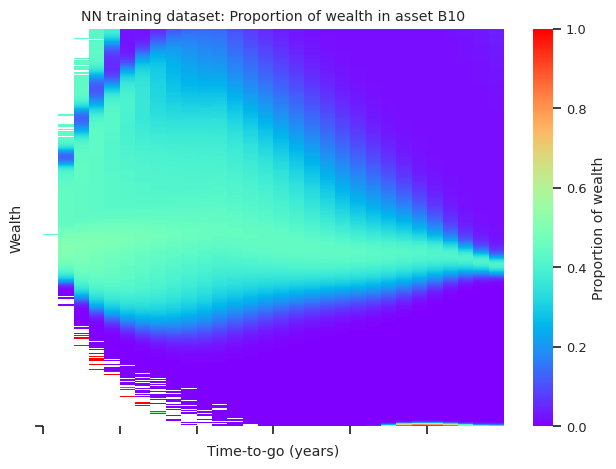 NN training dataset: Proportion of wealth in asset B10
Wealth
Time-to-go (years)
1.0
0.8
0.6
0.4
0.2
0.0
Proportion of wealth